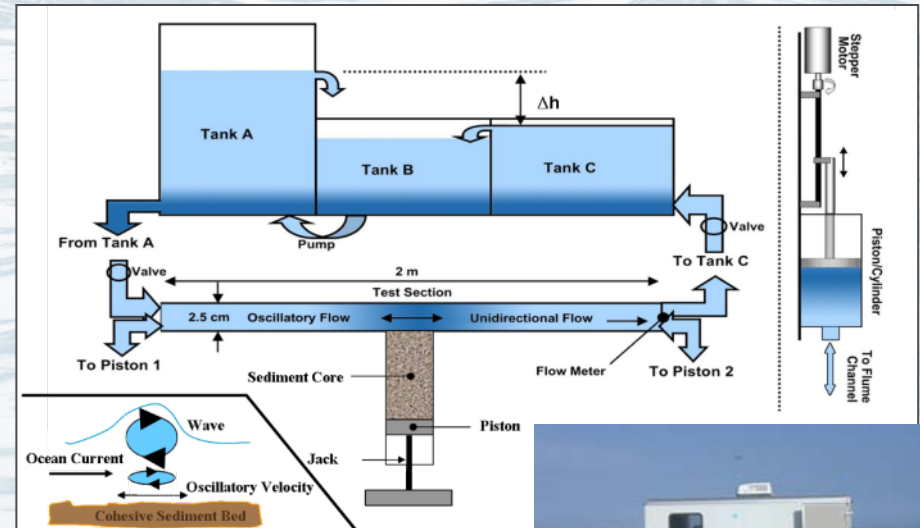 Δh
Tank A
Tank B
Tank C
Pump
From Tank A
Valve
Valve
To Tank C
2 m
Test Section
2.5 cm
Oscillatory Flow
Unidirectional Flow
To Piston 1
Flow Meter
To Piston 2
Sediment Core
Piston
Jack
Wave
Ocean Current
Oscillatory Velocity
Cohesive Sediment Bed
Stepper
Motor
Piston/Cylinder
To Flume
Channel